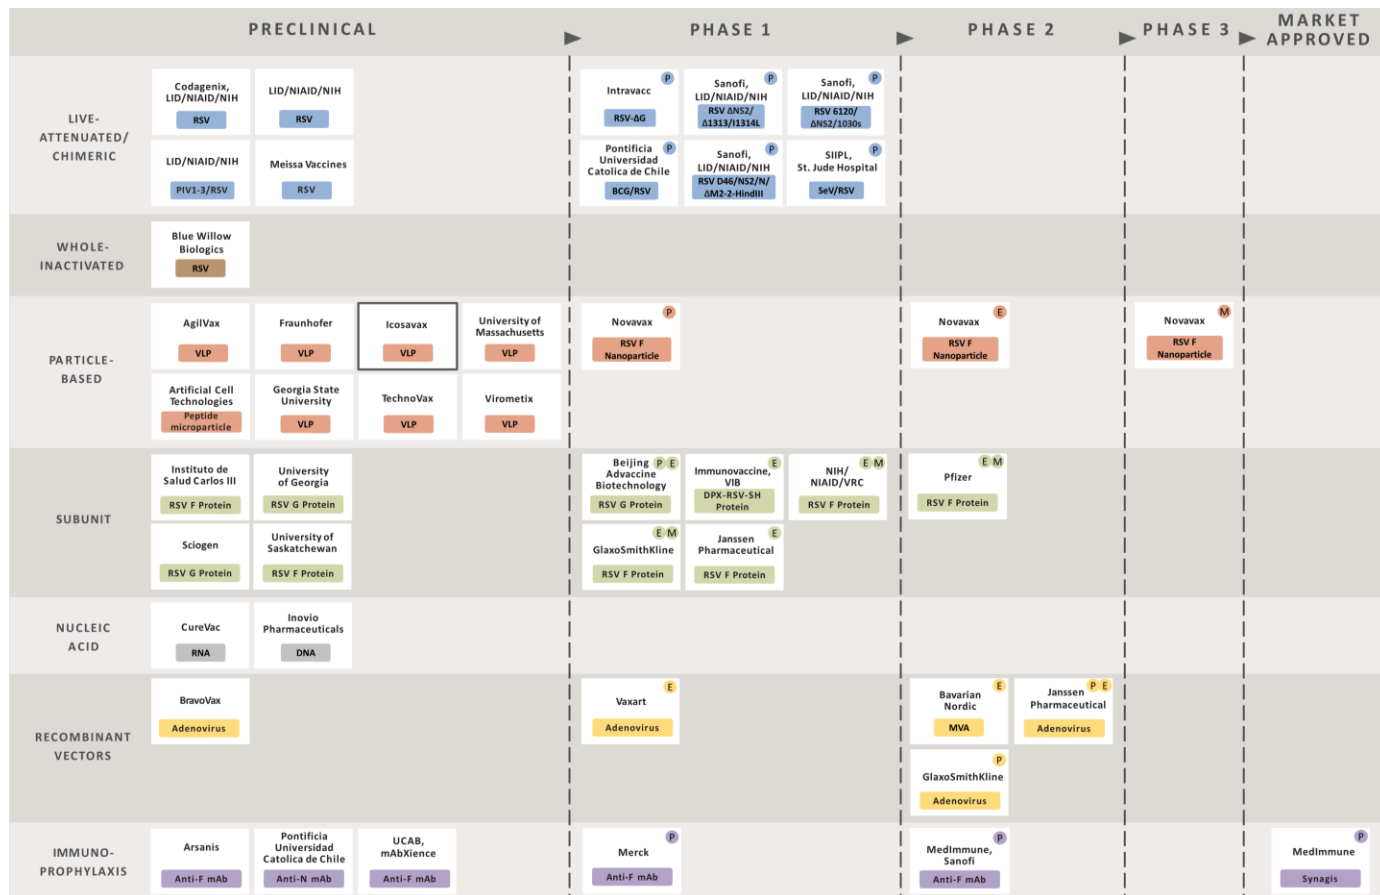 PRECLINICAL
PHASE 1
PHASE 2
PHASE 3
MARKET
APPROVED
LIVE-
ATTENUATED/
CHIMERIC
Codagenix,
LID/NIAID/NIH
RSV
LID/NIAID/NIH
RSV
LID/NIAID/NIH
PIV1-3/RSV
Meissa Vaccines
RSV
P
Intravacc
RSV-ΔG
P
Sanofi,
LID/NIAID/NIH
RSV ΔNS2/
Δ1313/I1314L
P
Sanofi,
LID/NIAID/NIH
RSV 6120/
ΔNS2/1030s
P
Pontificia
Universidad
Catolica de Chile
BCG/RSV
P
Sanofi,
LID/NIAID/NIH
RSV D46/NS2/N/
ΔM2-2-HindIII
P
SIIPL,
St. Jude Hospital
SeV/RSV
P
WHOLE-
INACTIVATED
Blue Willow
Biologics
RSV
PARTICLE-
BASED
AgilVax
VLP
Fraunhofer
VLP
Icosavax
VLP
University of
Massachusetts
VLP
Artificial Cell
Technologies
Peptide
microparticle
Georgia State
University
VLP
TechnoVax
VLP
Virometix
VLP
P
Novavax
RSV F
Nanoparticle
E
Novavax
RSV F
Nanoparticle
M
Novavax
RSV F
Nanoparticle
SUBUNIT
Instituto de
Salud Carlos III
RSV F Protein
University
of Georgia
RSV G Protein
Sciogen
RSV G Protein
University of
Saskatchewan
RSV F Protein
Beijing P E
Advaccine
Biotechnology
RSV G Protein
E
Immunovaccine,
VIB
DPX-RSV-SH
Protein
E M
NIH/
NIAID/VRC
RSV F Protein
E M
GlaxoSmithKline
RSV F Protein
E
Janssen
Pharmaceutical
RSV F Protein
E M
Pfizer
RSV F Protein
NUCLEIC
ACID
CureVac
RNA
Inovio
Pharmaceuticals
DNA
RECOMBINANT
VECTORS
BravoVax
Adenovirus
E
Vaxart
Adenovirus
E
Bavarian
Nordic
MVA
P E
Janssen
Pharmaceutical
Adenovirus
P
GlaxoSmithKline
Adenovirus
IMMUNO-
PROPHYLAXIS
Arsanis
Anti-F mAb
Pontificia
Universidad
Catolica de Chile
Anti-N mAb
UCAB,
mAbXience
Anti-F mAb
P
Merck
Anti-F mAb
P
MedImmune,
Sanofi
Anti-F mAb
P
MedImmune
Synagis